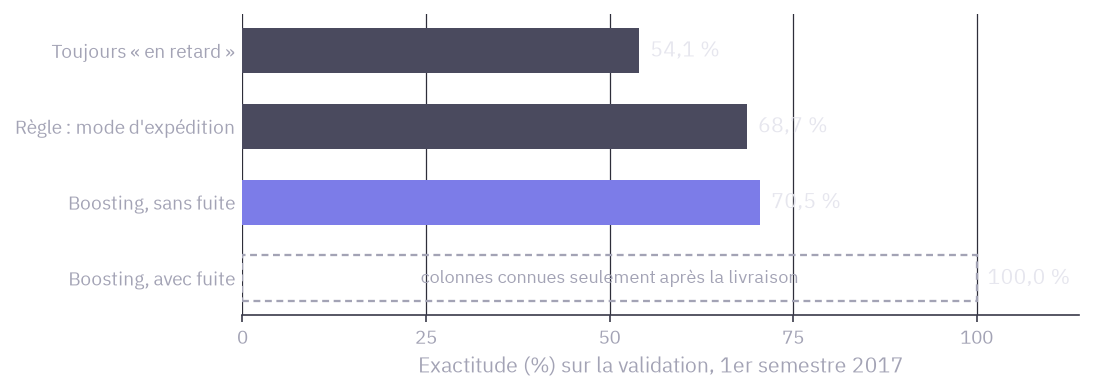 Toujours « en retard »
54,1 %
Règle : mode d'expédition
68,7 %
Boosting, sans fuite
70,5 %
Boosting, avec fuite
colonnes connues seulement après la livraison
100,0 %
0 25 50 75 100
Exactitude (%) sur la validation, 1er semestre 2017